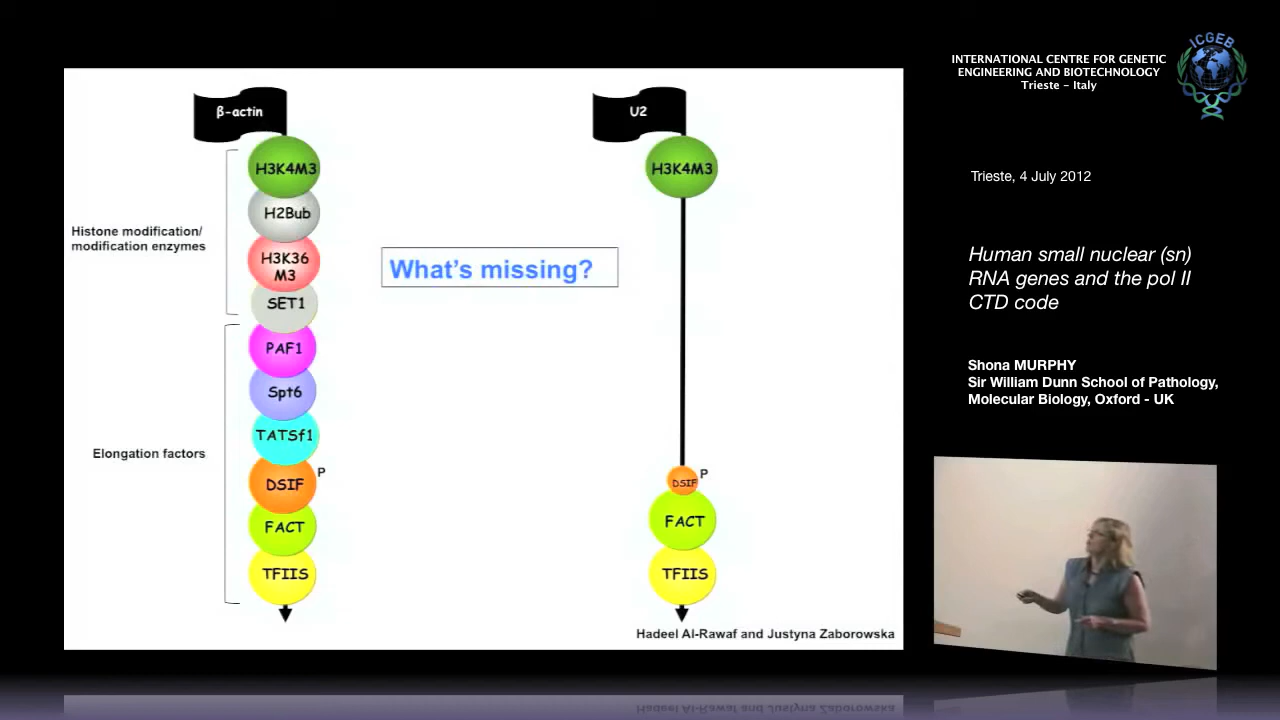 β-actin
H3K4M3
H2Bub
H3K36
M3
SET1
PAF1
Spt6
TATSf1
DSIF
P
FACT
TFIIS
Histone modification/
modification enzymes
Elongation factors
What's missing?
U2
H3K4M3
DSIF
P
FACT
TFIIS
Hadeel Al-Rawaf and Justyna Zaborowska
INTERNATIONAL CENTRE FOR GENETIC
ENGINEERING AND BIOTECHNOLOGY
Trieste - Italy
ICGEB
Trieste, 4 July 2012
Human small nuclear (sn)
RNA genes and the pol II
CTD code
Shona MURPHY
Sir William Dunn School of Pathology,
Molecular Biology, Oxford - UK